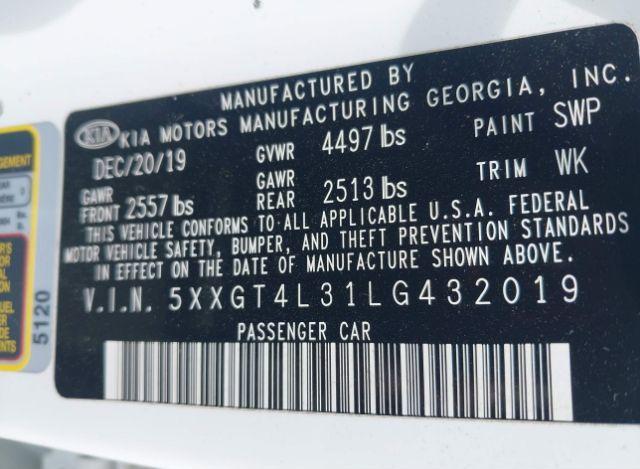 MANUFACTURED BY
KIA KIA MOTORS MANUFACTURING GEORGIA, INC.
DEC/20/19 GVWR 4497 lbs PAINT SWP
GAWR FRONT 2557 lbs GAWR REAR 2513 lbs TRIM WK
THIS VEHICLE CONFORMS TO ALL APPLICABLE U.S.A. FEDERAL
MOTOR VEHICLE SAFETY, BUMPER, AND THEFT PREVENTION STANDARDS
IN EFFECT ON THE DATE OF MANUFACTURE SHOWN ABOVE.
V.I.N. 5XXGT4L31LG432019
PASSENGER CAR
5120